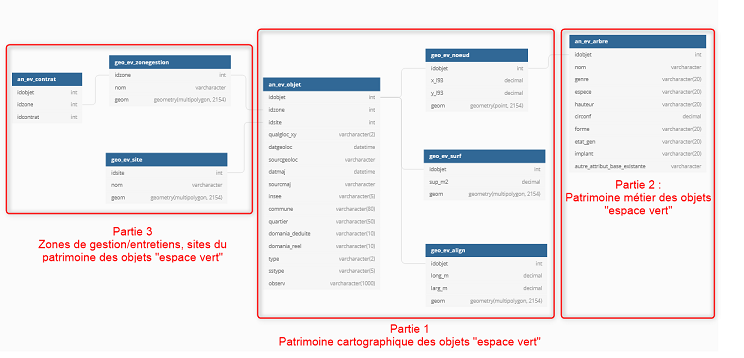 an_ev_contrat
idobjet int
idzone int
idcontrat int
geo_ev_zonegestion
idzone int
nom varcharacter
geom geometry(multipolygon, 2154)
geo_ev_site
idsite int
nom varcharacter
geom geometry(multipolygon, 2154)
Partie 3
Zones de gestion/entretiens, sites du
patrimoine des objets "espace vert"
an_ev_objet
idobjet int
idzone int
idsite int
qualgloc_xy varcharacter(2)
datgeoloc datetime
sourcgeoloc varcharacter
datmaj datetime
sourcmaj varcharacter
insee varcharacter(5)
commune varcharacter(80)
quartier varcharacter(50)
domania_deduite varcharacter(10)
domania_reel varcharacter(10)
type varcharacter(2)
sstype varcharacter(5)
observ varcharacter(1000)
geo_ev_noeud
idobjet int
x_l93 decimal
y_l93 decimal
geom geometry(point, 2154)
geo_ev_surf
idobjet int
sup_m2 decimal
geom geometry(multipolygon, 2154)
geo_ev_align
idobjet int
long_m decimal
larg_m decimal
geom geometry(multipolygon, 2154)
Partie 1
Patrimoine cartographique des objets "espace vert"
an_ev_arbre
idobjet int
nom varcharacter
genre varcharacter(20)
espece varcharacter(20)
hauteur varcharacter(20)
circonf decimal
forme varcharacter(20)
etat_gen varcharacter(20)
implant varcharacter(20)
autre_attribut_base_existante varcharacter
Partie 2 :
Patrimoine métier des objets
"espace vert"